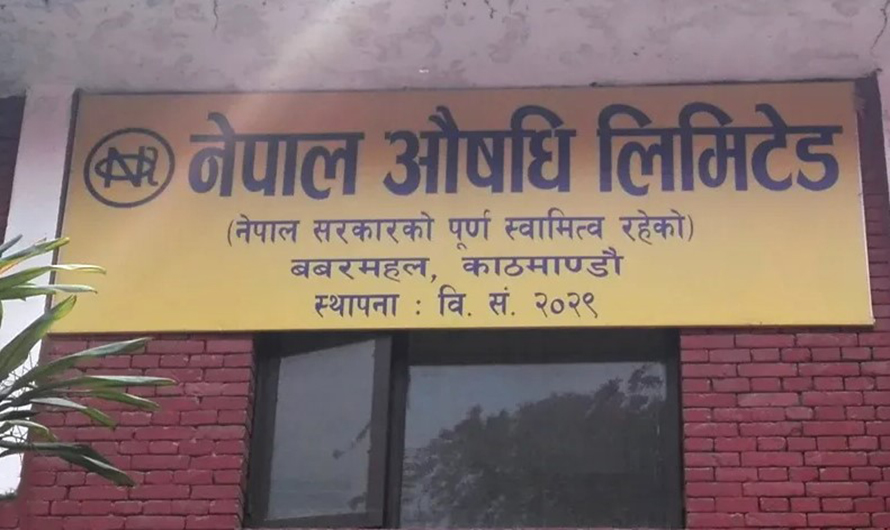 नेपाल औषधि लिमिटेड
(नेपाल सरकारको पूर्ण स्वामित्व रहेको)
बबरमहल, काठमाण्डौ
स्थापना : वि. सं. २०२९